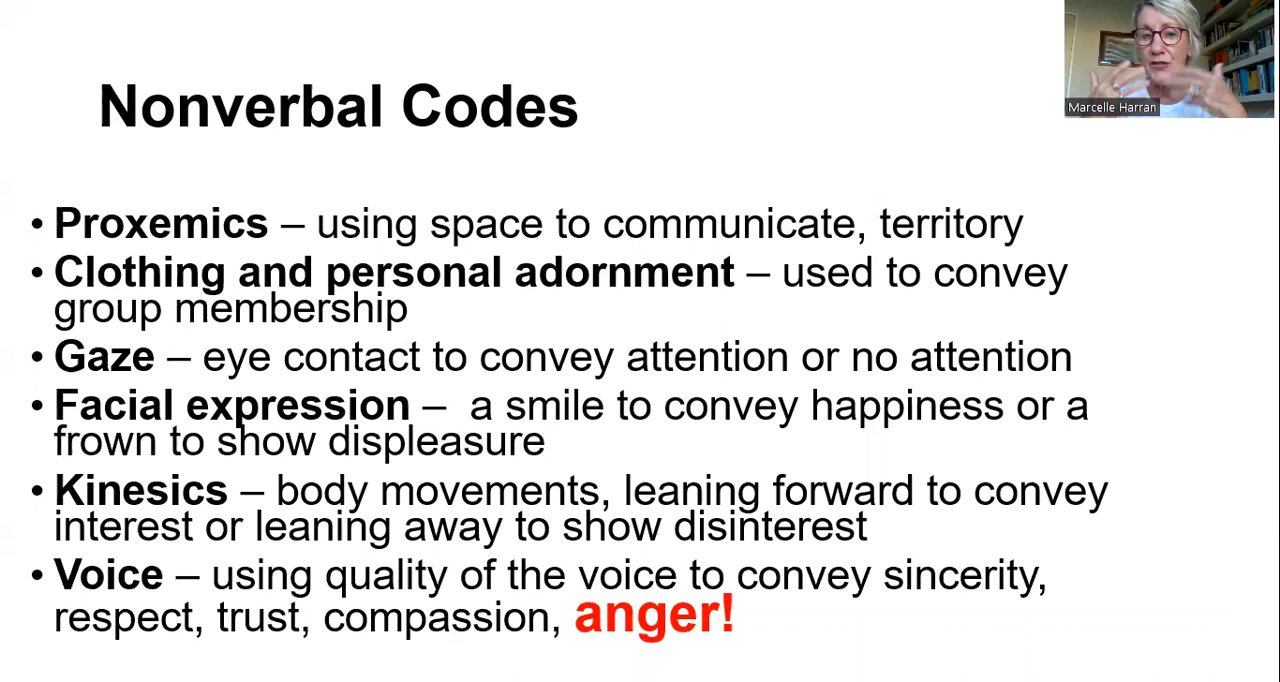 Marcelle Harran
Nonverbal Codes
• Proxemics – using space to communicate, territory
• Clothing and personal adornment – used to convey
group membership
• Gaze – eye contact to convey attention or no attention
• Facial expression –  a smile to convey happiness or a
frown to show displeasure
• Kinesics – body movements, leaning forward to convey
interest or leaning away to show disinterest
• Voice – using quality of the voice to convey sincerity,
respect, trust, compassion, anger!